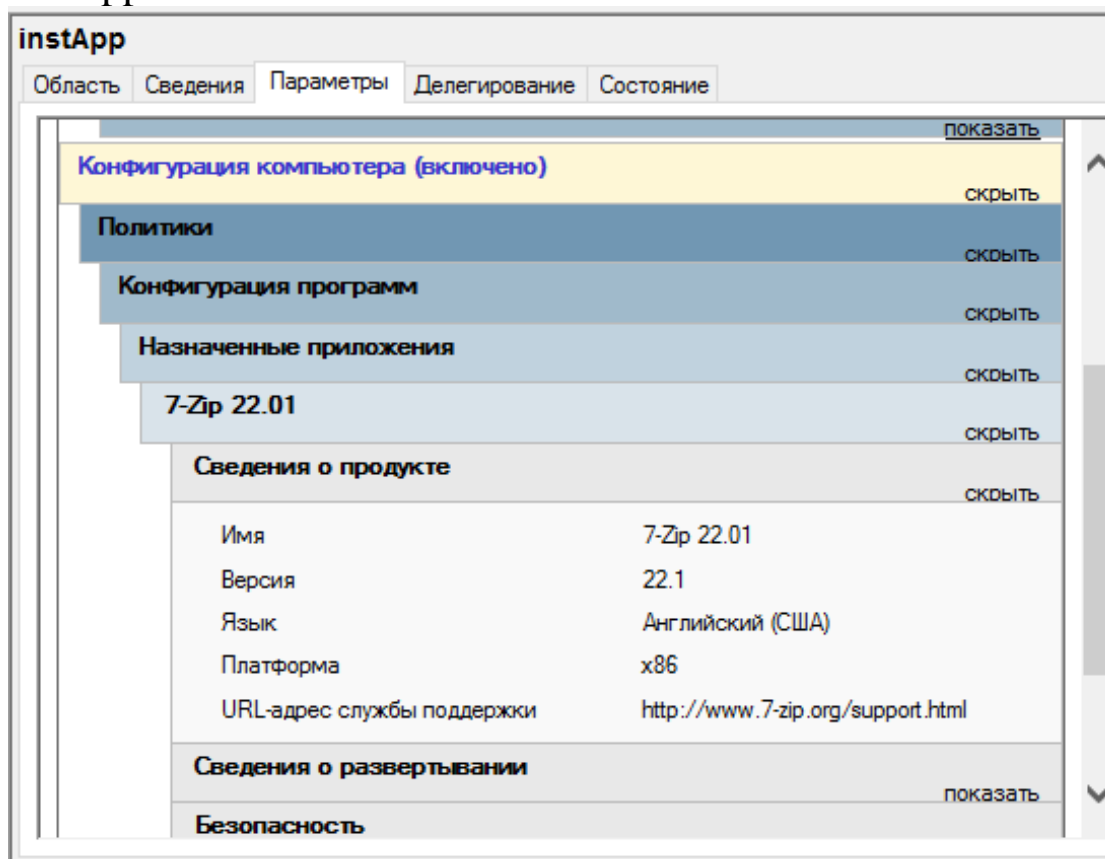 instApp
Область Сведения Параметры Делегирование Состояние
показать
Конфигурация компьютера (включено)
скрыть
Политики
скрыть
Конфигурация программ
скрыть
Назначенные приложения
скрыть
7-Zip 22.01
скрыть
Сведения о продукте
скрыть
Имя 7-Zip 22.01
Версия 22.1
Язык Английский (США)
Платформа x86
URL-адрес службы поддержки http://www.7-zip.org/support.html
Сведения о развертывании
показать
Безопасность